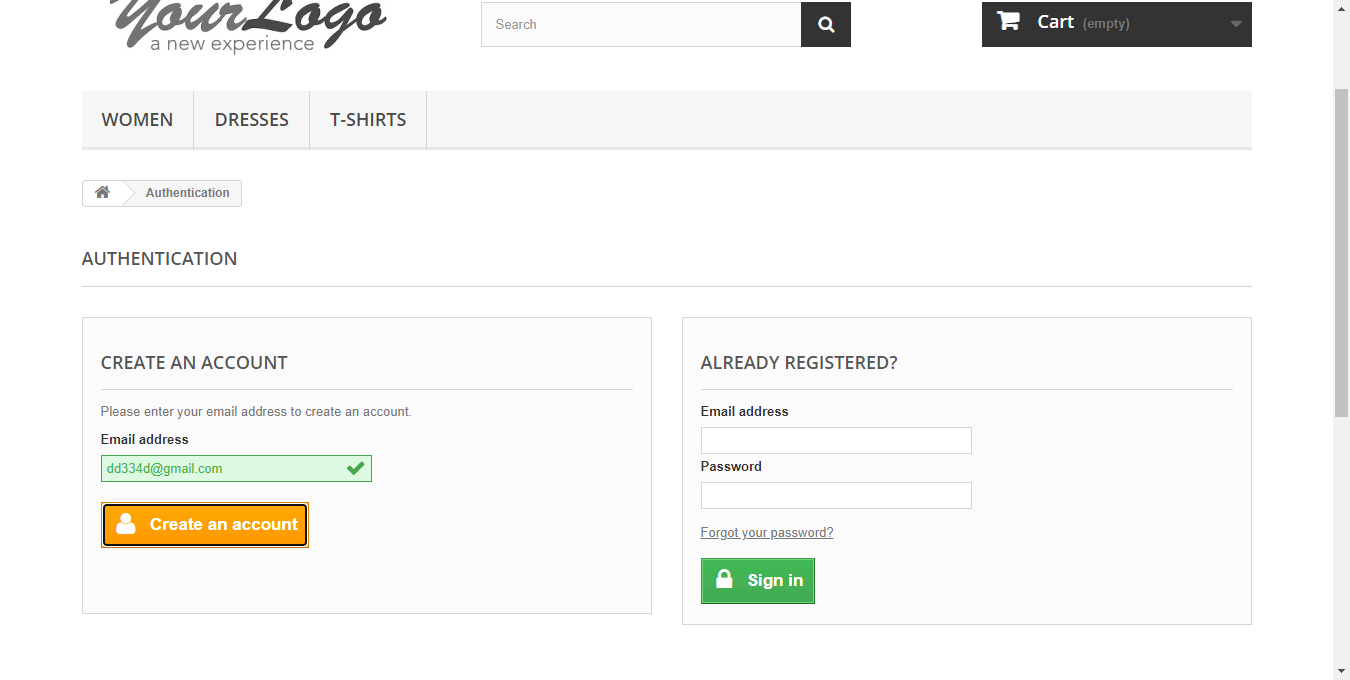 YourLogo
a new experience
Search
Cart (empty)
WOMEN DRESSES T-SHIRTS
Authentication
AUTHENTICATION
CREATE AN ACCOUNT
Please enter your email address to create an account.
Email address
dd334d@gmail.com
Create an account
ALREADY REGISTERED?
Email address
Password
Forgot your password?
Sign in